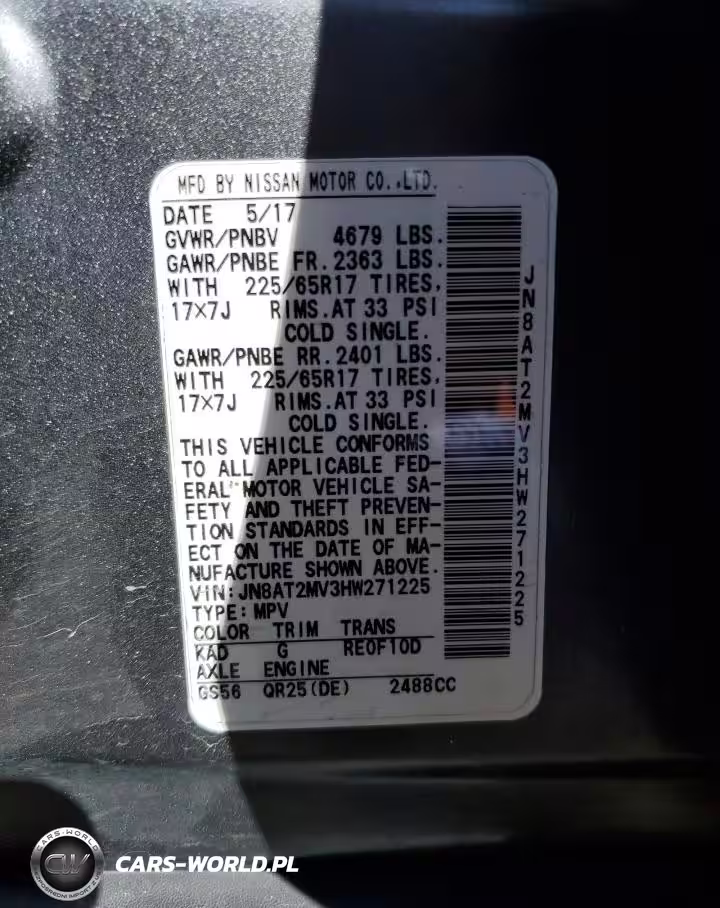 MFD BY NISSAN MOTOR CO.,LTD.
DATE 5/17
GVWR/PNBV 4679 LBS.
GAWR/PNBE FR. 2363 LBS.
WITH 225/65R17 TIRES,
17×7J RIMS.AT 33 PSI
COLD SINGLE.
GAWR/PNBE RR. 2401 LBS.
WITH 225/65R17 TIRES,
17×7J RIMS.AT 33 PSI
COLD SINGLE.
THIS VEHICLE CONFORMS
TO ALL APPLICABLE FED-
ERAL MOTOR VEHICLE SA-
FETY AND THEFT PREVEN-
TION STANDARDS IN EFF-
ECT ON THE DATE OF MA-
NUFACTURE SHOWN ABOVE.
VIN:JN8AT2MV3HW271225
TYPE:MPV
COLOR TRIM TRANS
KAD G RE0F10D
AXLE ENGINE
GS56 QR25(DE) 2488CC
JN8AT2MV3HW271225
CARS-WORLD
CW
CARS-WORLD.PL